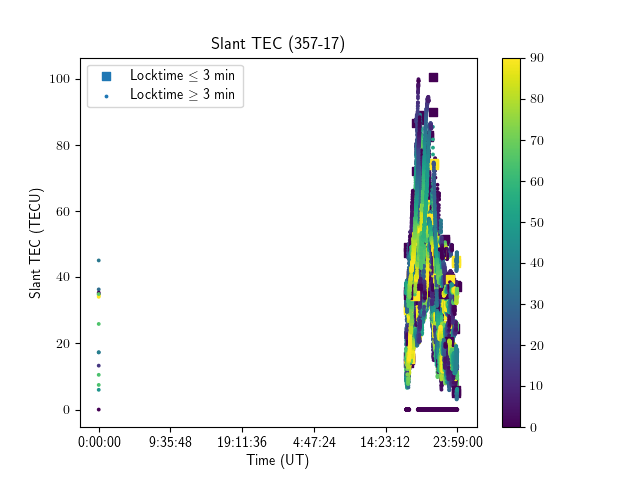 Slant TEC (357-17)
Locktime ≤ 3 min
Locktime ≥ 3 min
Slant TEC (TECU)
100
80
60
40
20
0
0:00:00 9:35:48 19:11:36 4:47:24 14:23:12 23:59:00
Time (UT)
90
80
70
60
50
40
30
20
10
0